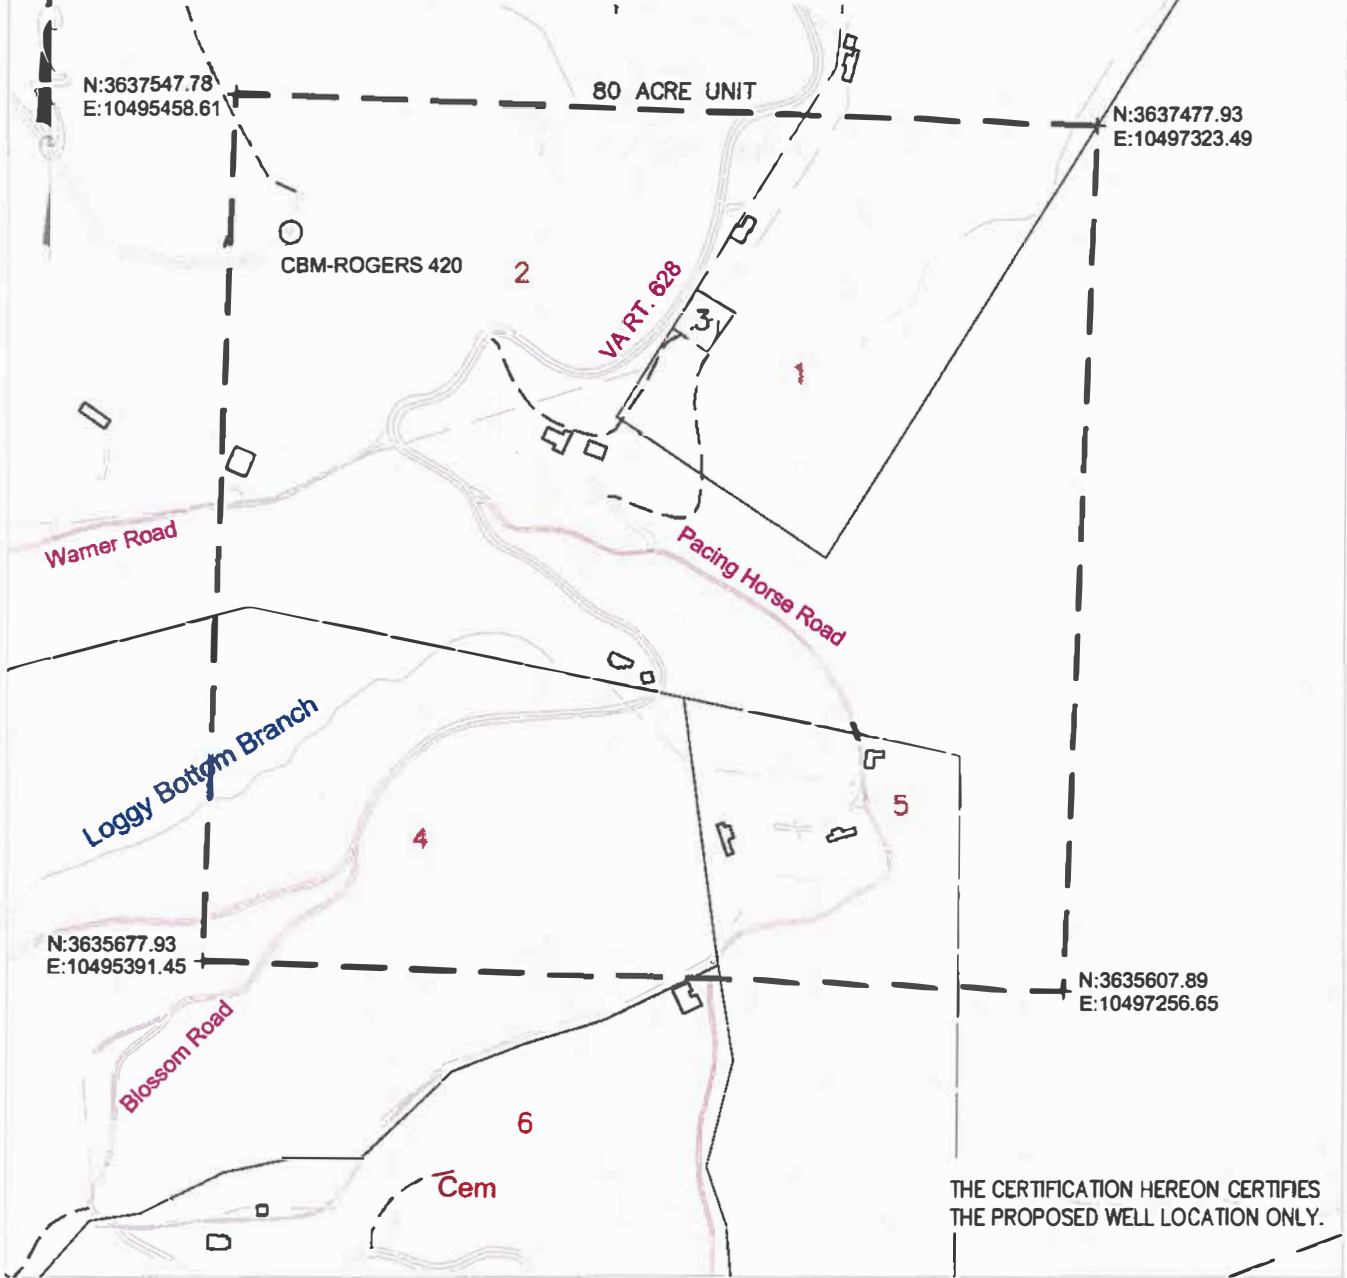 N:3637547.78
E:10495458.61
80 ACRE UNIT
N:3637477.93
E:10497323.49
CBM-ROGERS 420
2
VA RT. 628
3
1
Warner Road
Pacing Horse Road
Loggy Bottom Branch
4
5
N:3635677.93
E:10495391.45
N:3635607.89
E:10497256.65
Blossom Road
6
Cem
THE CERTIFICATION HEREON CERTIFIES
THE PROPOSED WELL LOCATION ONLY.